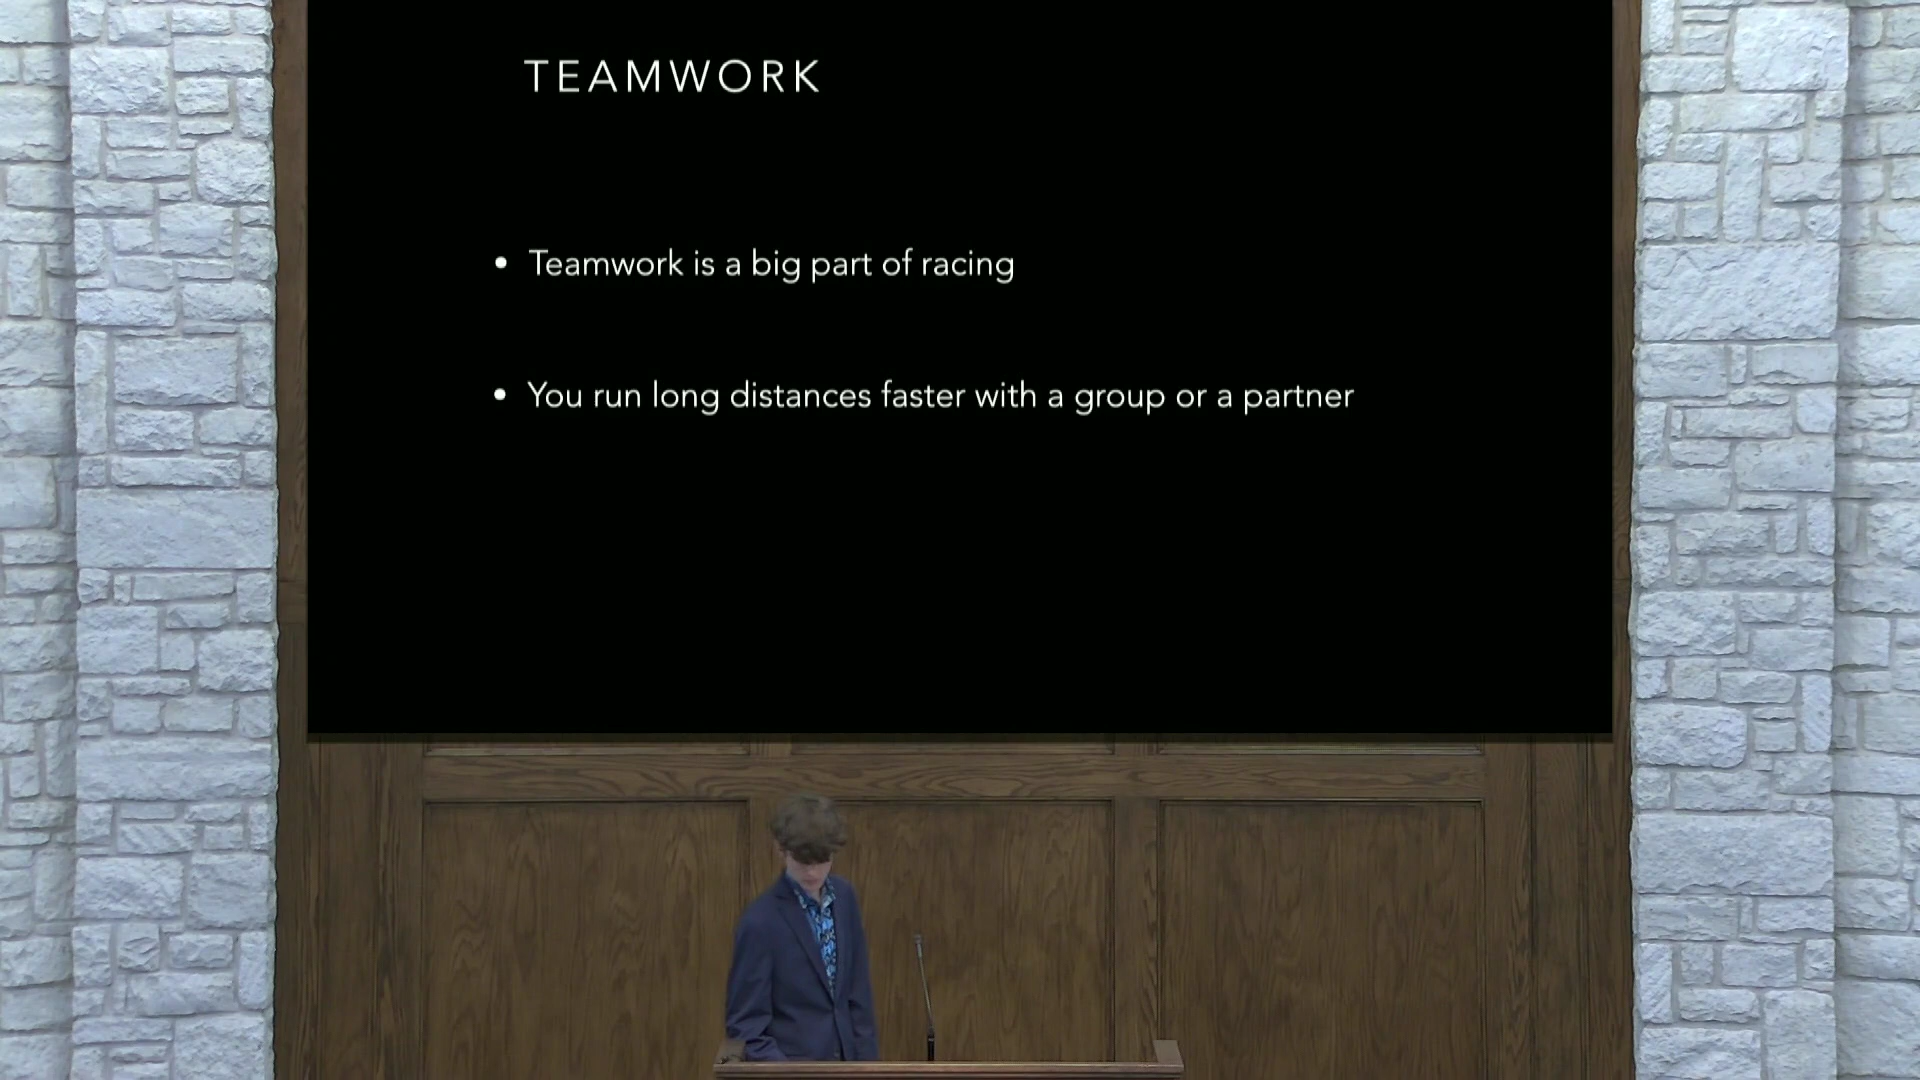 TEAMWORK
• Teamwork is a big part of racing
• You run long distances faster with a group or a partner